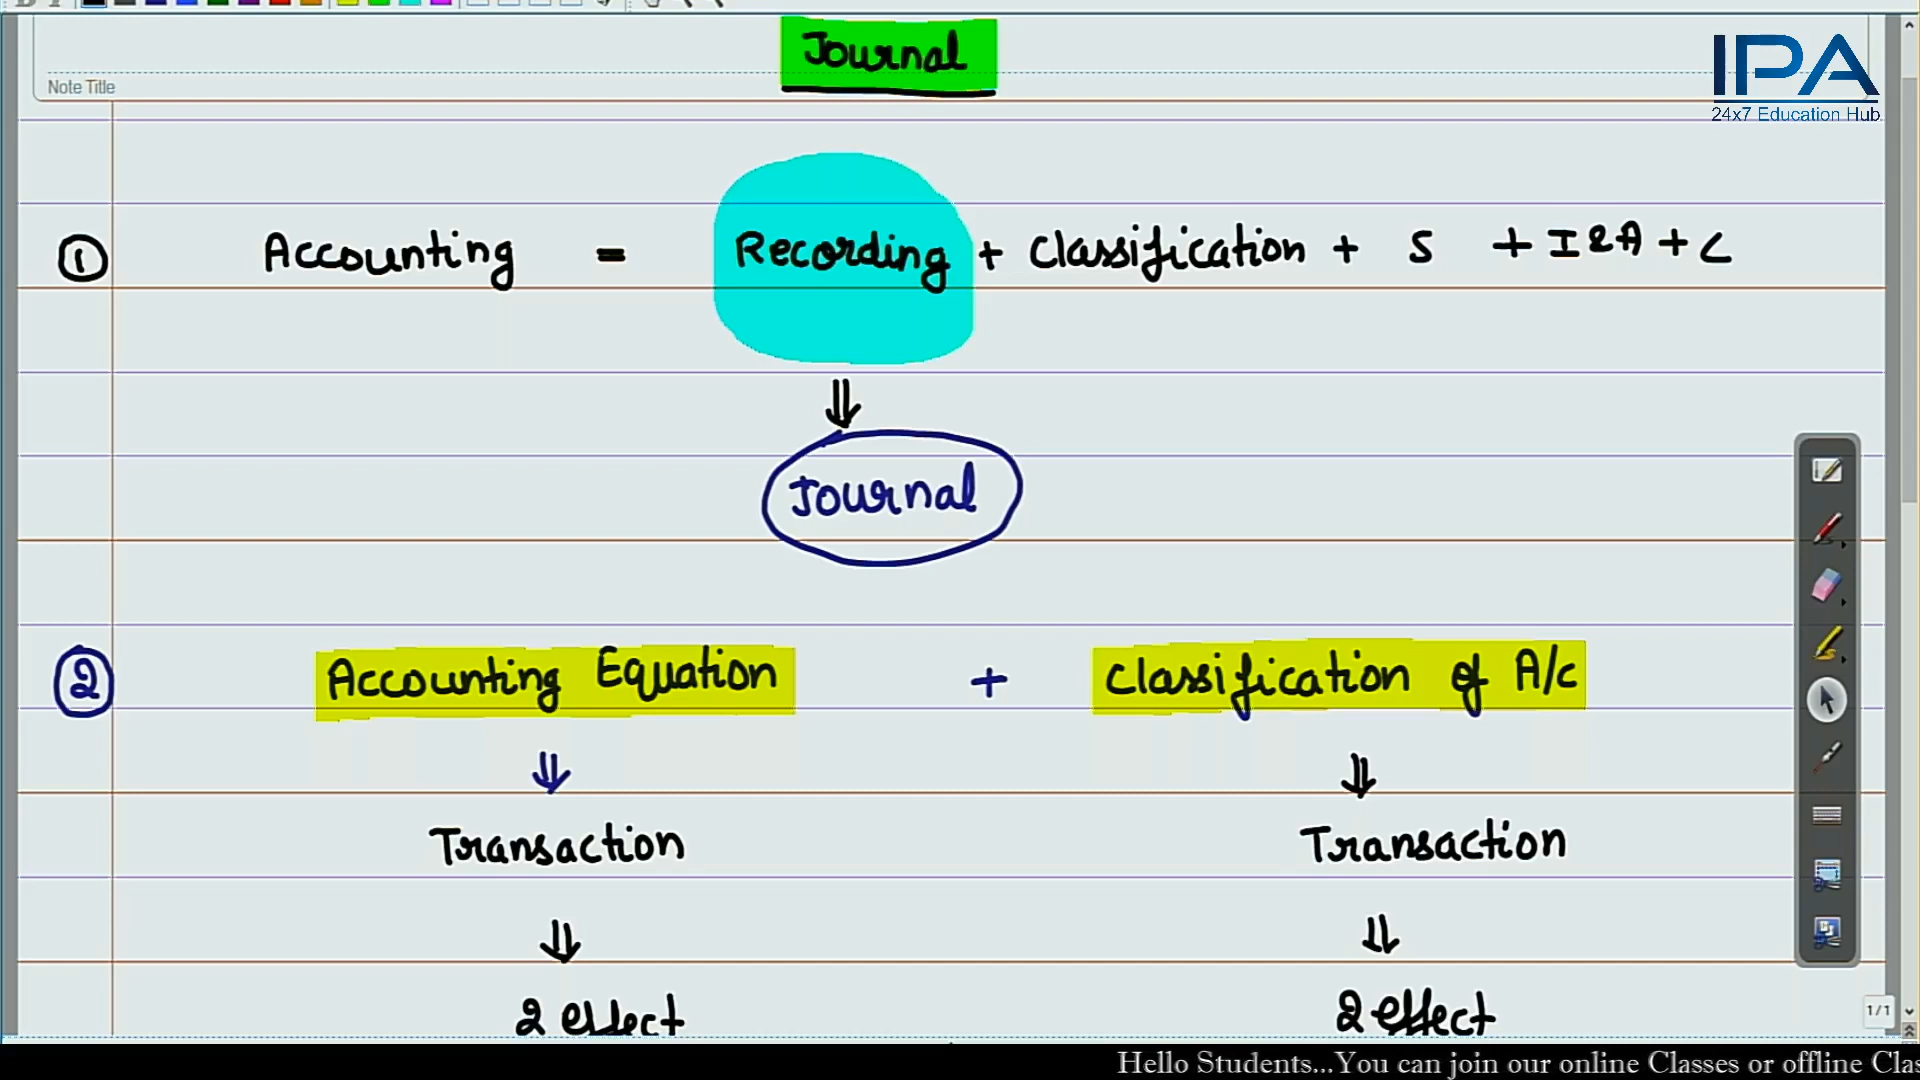 Journal
Note Title
IPA
24x7 Education Hub
① Accounting = Recording + Classification + S + I & A + C
Journal
② Accounting Equation + Classification of A/c
Transaction Transaction
2 effect 2 effect
1/1
Hello Students...You can join our online Classes or offline Clas